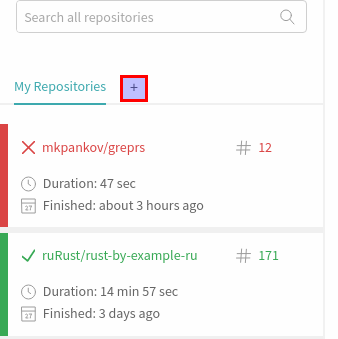 Search all repositories
My Repositories +
mkpankov/greprs # 12
Duration: 47 sec
Finished: about 3 hours ago
ruRust/rust-by-example-ru # 171
Duration: 14 min 57 sec
Finished: 3 days ago